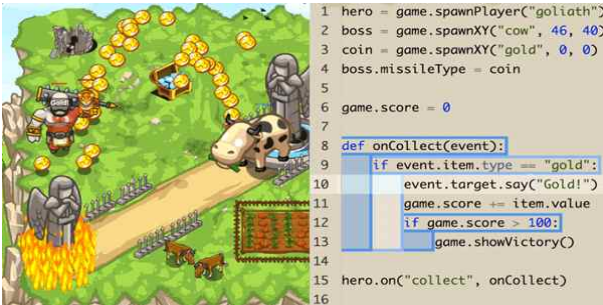 Gold!
1 hero = game.spawnPlayer("goliath")
2 boss = game.spawnXY("cow", 46, 40)
3 coin = game.spawnXY("gold", 0, 0)
4 boss.missileType = coin
5
6 game.score = 0
7
8 def onCollect(event):
9 if event.item.type == "gold":
10 event.target.say("Gold!")
11 game.score += item.value
12 if game.score > 100:
13 game.showVictory()
14
15 hero.on("collect", onCollect)
16